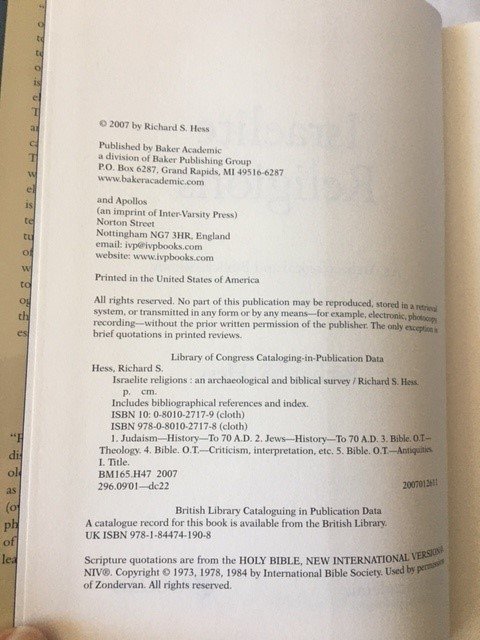 © 2007 by Richard S. Hess
Published by Baker Academic
a division of Baker Publishing Group
P.O. Box 6287, Grand Rapids, MI 49516-6287
www.bakeracademic.com
and Apollos
(an imprint of Inter-Varsity Press)
Norton Street
Nottingham NG7 3HR, England
email: ivp@ivpbooks.com
website: www.ivpbooks.com
Printed in the United States of America
All rights reserved. No part of this publication may be reproduced, stored in a retrieval
system, or transmitted in any form or by any means—for example, electronic, photocopy,
recording—without the prior written permission of the publisher. The only exception is
brief quotations in printed reviews.
Library of Congress Cataloging-in-Publication Data
Hess, Richard S.
Israelite religions : an archaeological and biblical survey / Richard S. Hess.
p. cm.
Includes bibliographical references and index.
ISBN 10: 0-8010-2717-9 (cloth)
ISBN 978-0-8010-2717-8 (cloth)
1. Judaism—History—To 70 A.D. 2. Jews—History—To 70 A.D. 3. Bible. O.T.—
Theology. 4. Bible. O.T.—Criticism, interpretation, etc. 5. Bible. O.T.—Antiquities.
I. Title.
BM165.H47 2007
296.09′01—dc22 2007012611
British Library Cataloguing in Publication Data
A catalogue record for this book is available from the British Library.
UK ISBN 978-1-84474-190-8
Scripture quotations are from the HOLY BIBLE, NEW INTERNATIONAL VERSION®.
NIV®. Copyright © 1973, 1978, 1984 by International Bible Society. Used by permission
of Zondervan. All rights reserved.